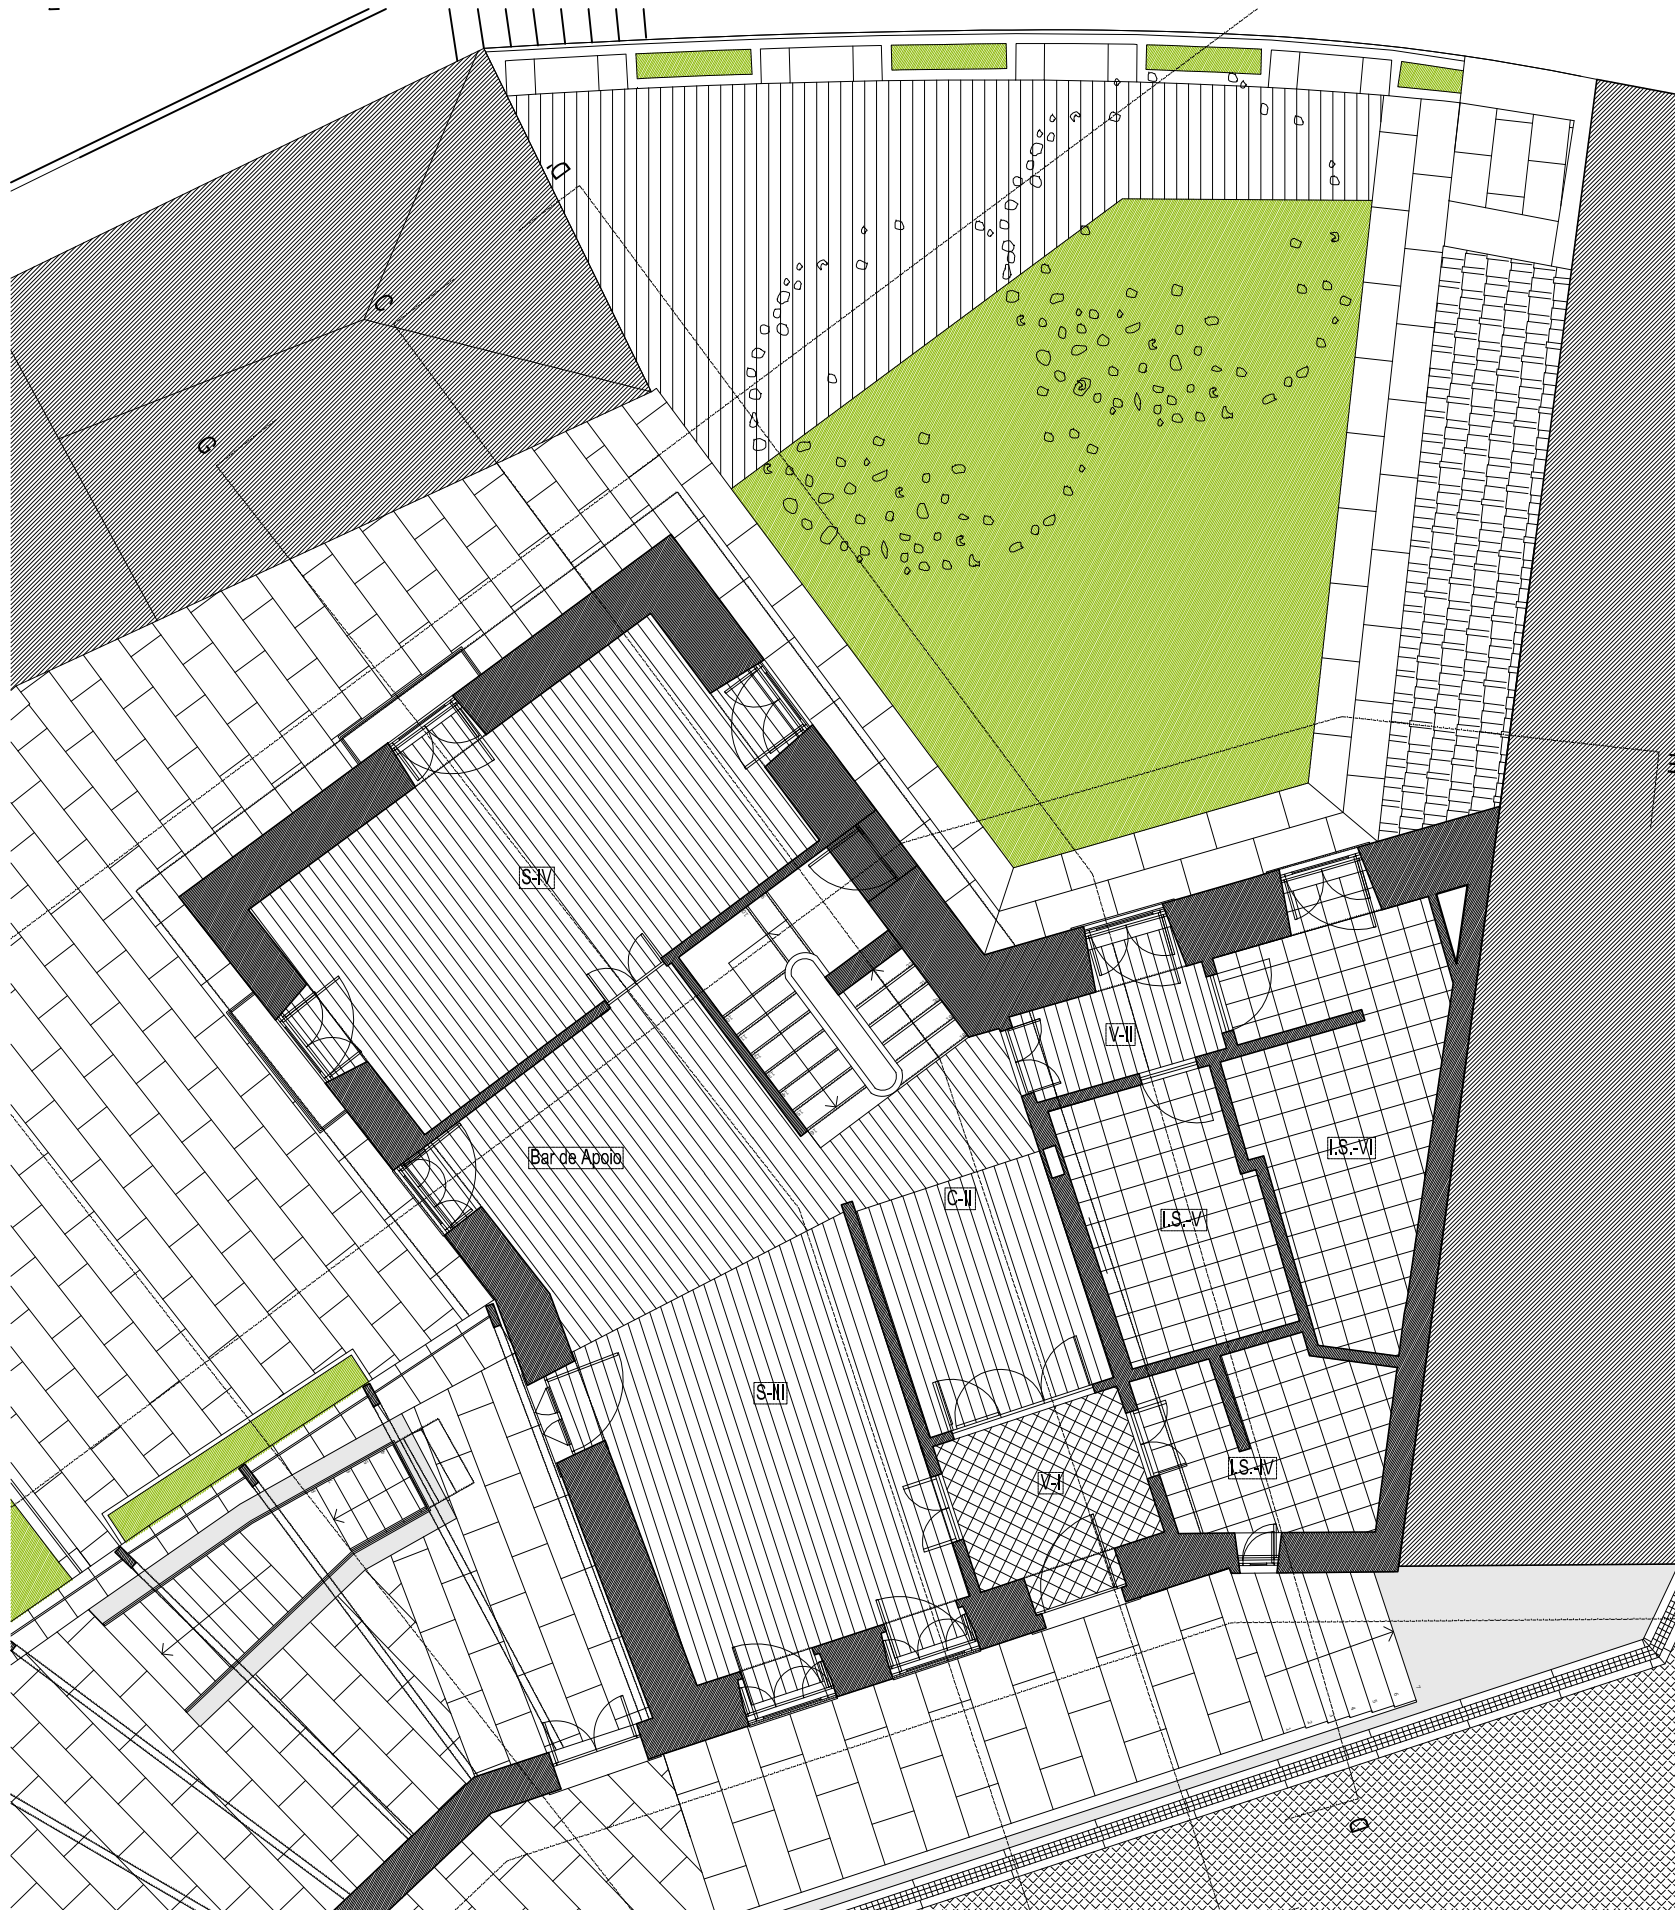 D
C
G
S-IV
V-II
Bar de Apoio
I.S.-VI
C-II
I.S.-V
S-III
I.S.-IV
V-I
D